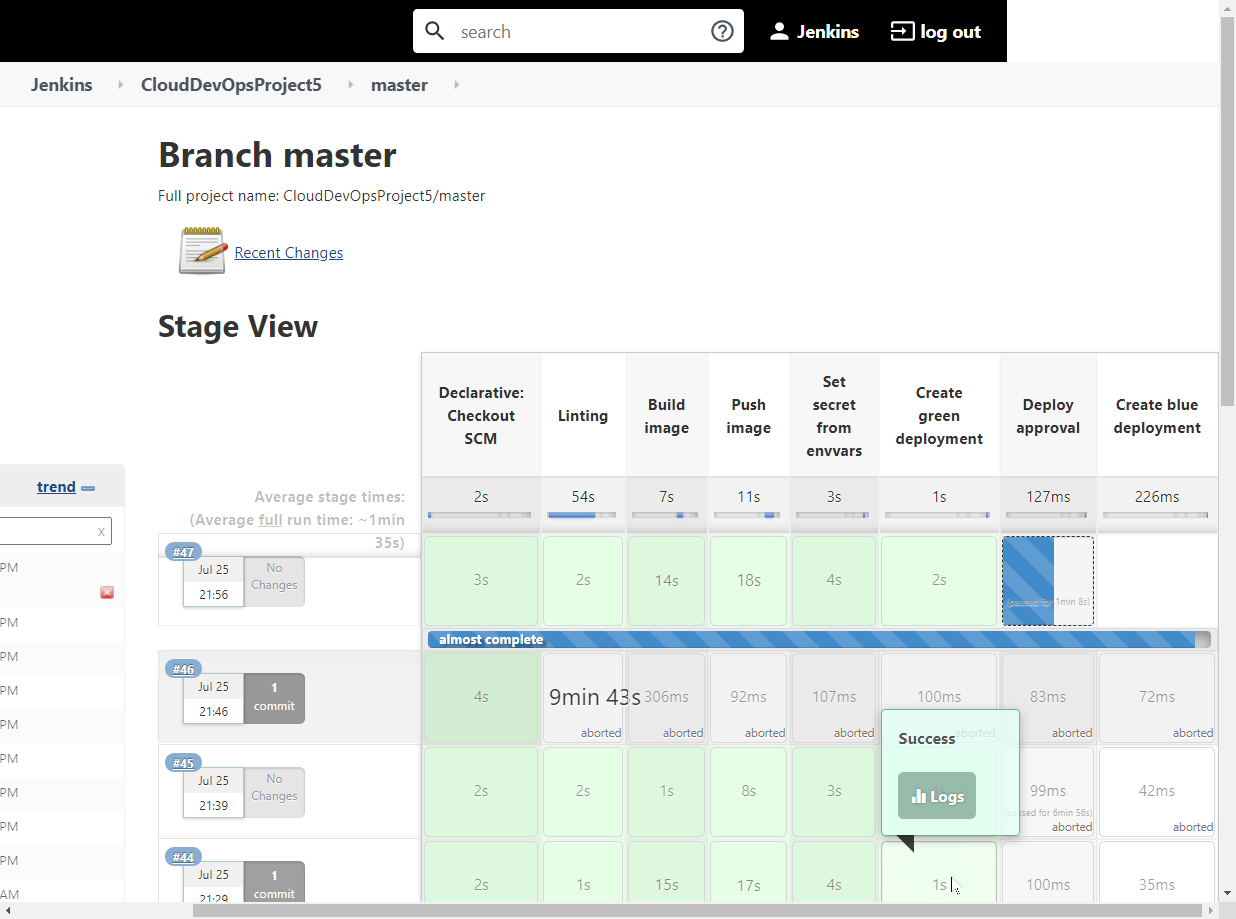 search
Jenkins
log out
Jenkins
CloudDevOpsProject5
master
Branch master
Full project name: CloudDevOpsProject5/master
Recent Changes
Stage View
Declarative:
Checkout
SCM
Linting
Build
image
Push
image
Set
secret
from
envvars
Create
green
deployment
Deploy
approval
Create blue
deployment
trend
x
PM
PM
PM
PM
PM
PM
PM
PM
PM
AM
Average stage times:
(Average full run time: ~1min
35s)
2s
54s
7s
11s
3s
1s
127ms
226ms
#47
Jul 25
21:56
No
Changes
3s
2s
14s
18s
4s
2s
(paused for 1min 8s)
almost complete
#46
Jul 25
21:46
1
commit
4s
9min 43s
aborted
306ms
aborted
92ms
aborted
107ms
aborted
100ms
aborted
83ms
aborted
72ms
aborted
Success
Logs
#45
Jul 25
21:39
No
Changes
2s
2s
1s
8s
3s
99ms
used for 6min 56s)
aborted
42ms
aborted
#44
Jul 25
21:29
1
commit
2s
1s
15s
17s
4s
1s
100ms
35ms